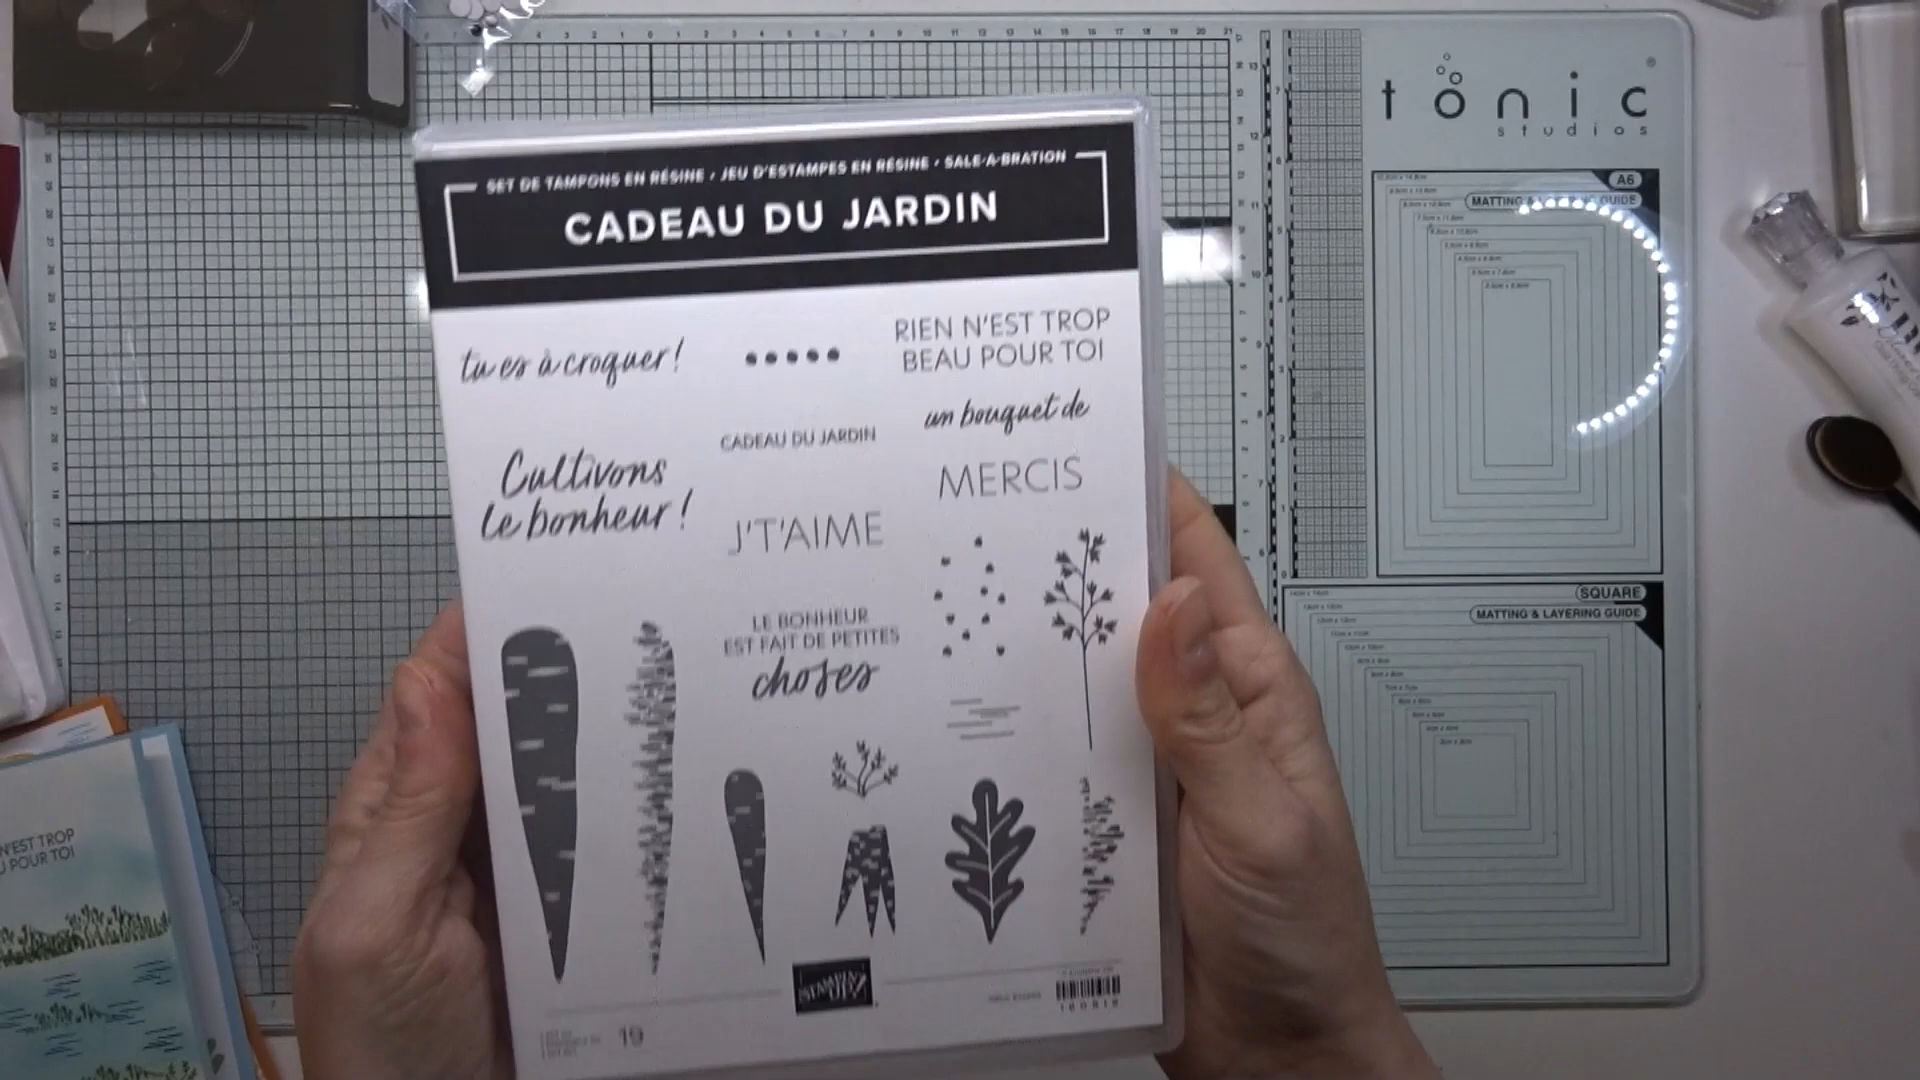 SET DE TAMPONS EN RÉSINE • JEU D'ESTAMPES EN RÉSINE • SALE-A-BRATION
CADEAU DU JARDIN
tu es à croquer!
RIEN N'EST TROP
BEAU POUR TOI
un bouquet de
MERCIS
CADEAU DU JARDIN
Cultivons
le bonheur!
J'T'AIME
LE BONHEUR
EST FAIT DE PETITES
choses
STAMPIN' UP!
19
tonic
studios
A6
MATTING & LAYERING GUIDE
SQUARE
MATTING & LAYERING GUIDE
N'EST TROP
POUR TOI